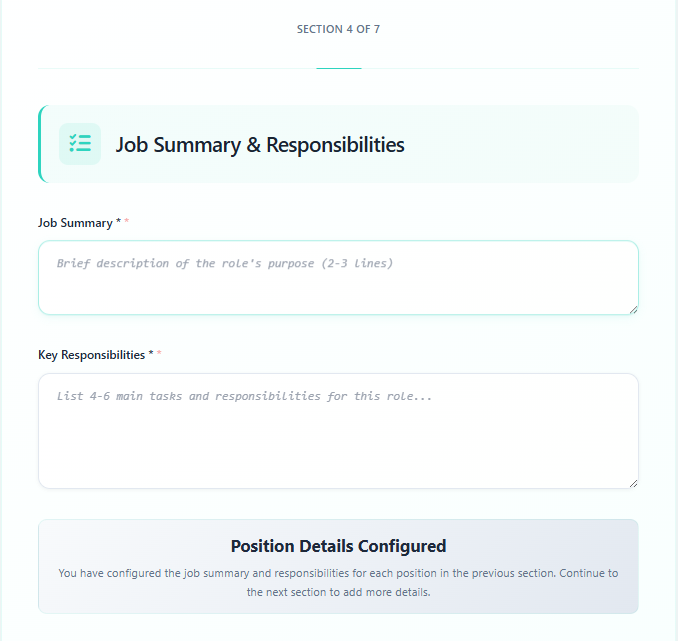 SECTION 4 OF 7
Job Summary & Responsibilities
Job Summary * *
Brief description of the role's purpose (2-3 lines)
Key Responsibilities * *
List 4-6 main tasks and responsibilities for this role...
Position Details Configured
You have configured the job summary and responsibilities for each position in the previous section. Continue to
the next section to add more details.